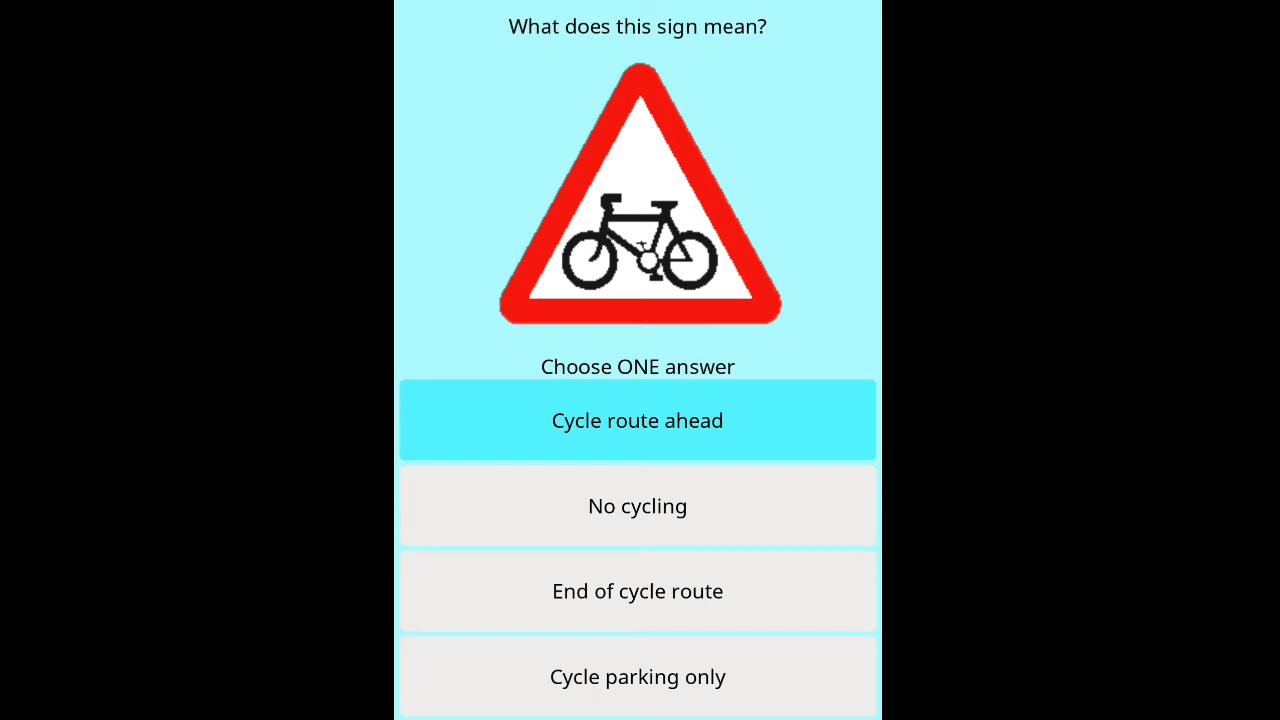 What does this sign mean?
Choose ONE answer
Cycle route ahead
No cycling
End of cycle route
Cycle parking only